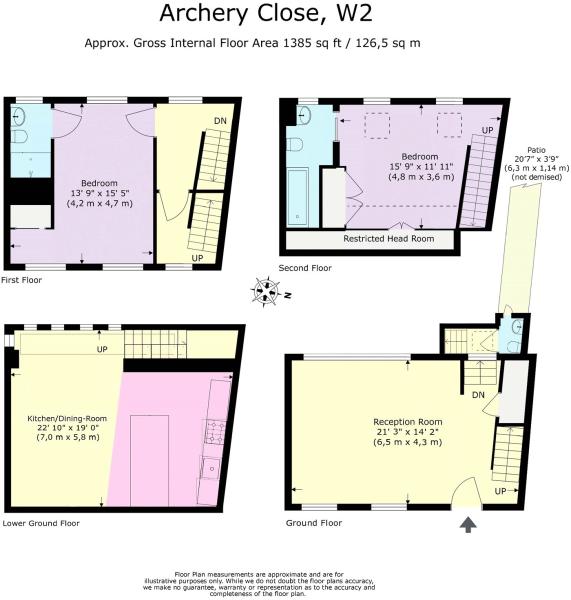 Archery Close, W2
Approx. Gross Internal Floor Area 1385 sq ft / 126,5 sq m
DN
Bedroom
13' 9" x 15' 5"
(4,2 m x 4,7 m)
UP
First Floor
UP
Bedroom
15' 9" x 11' 11"
(4,8 m x 3,6 m)
Restricted Head Room
Second Floor
Patio
20'7" x 3'9"
(6,3 m x 1,14 m)
(not demised)
N
UP
Kitchen/Dining-Room
22' 10" x 19' 0"
(7,0 m x 5,8 m)
Lower Ground Floor
DN
Reception Room
21' 3" x 14' 2"
(6,5 m x 4,3 m)
UP
Ground Floor
Floor Plan measurements are approximate and are for
illustrative purposes only. While we do not doubt the floor plans accuracy,
we make no guarantee, warranty or representation as to the accuracy and
completeness of the floor plan.